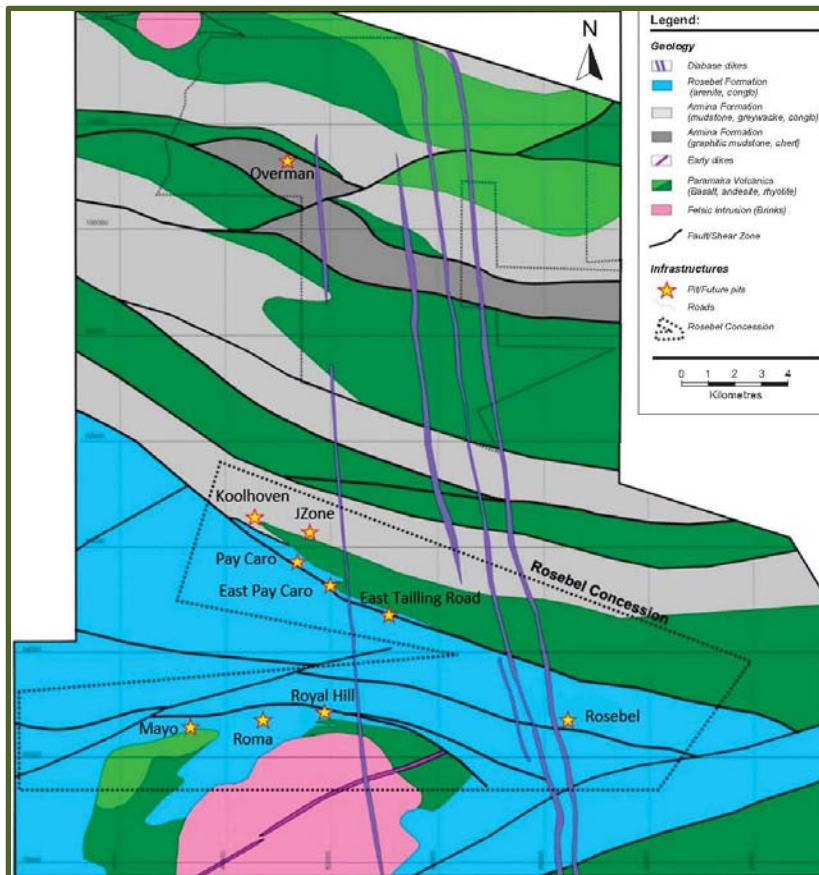 Legend:
Geology
Diabase dikes
Rosebel Formation
(arenite, conglo)
Armina Formation
(mudstone, greywacke, conglo)
Armina Formation
(graphitic mudstone, chert)
Early dikes
Paramaka Volcanics
(Basalt, andesite, rhyolite)
Felsic intrusion (Brinks)
Fault/Shear Zone
Infrastructures
Pit/Future pits
Roads
Rosebel Concession
0 1 2 3 4
Kilometres
N
Overman
Koolhoven
JZone
Pay Caro
East Pay Caro
East Tailling Road
Rosebel Concession
Royal Hill
Mayo
Roma
Rosebel